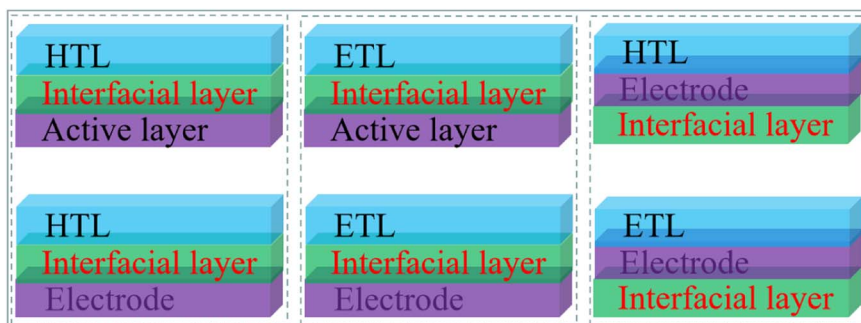 HTL
Interfacial layer
Active layer
ETL
Interfacial layer
Active layer
HTL
Electrode
Interfacial layer
HTL
Interfacial layer
Electrode
ETL
Interfacial layer
Electrode
ETL
Electrode
Interfacial layer